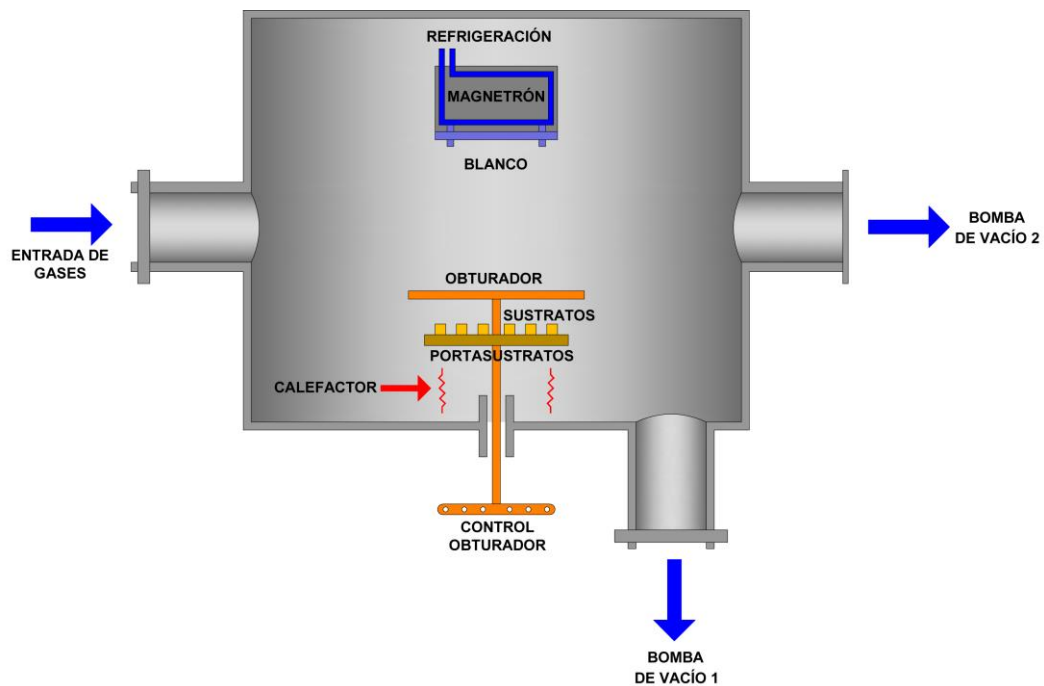 REFRIGERACIÓN
MAGNETRÓN
BLANCO
ENTRADA DE
GASES
BOMBA
DE VACÍO 2
OBTURADOR
SUSTRATOS
PORTASUSTRATOS
CALEFACTOR
CONTROL
OBTURADOR
BOMBA
DE VACÍO 1